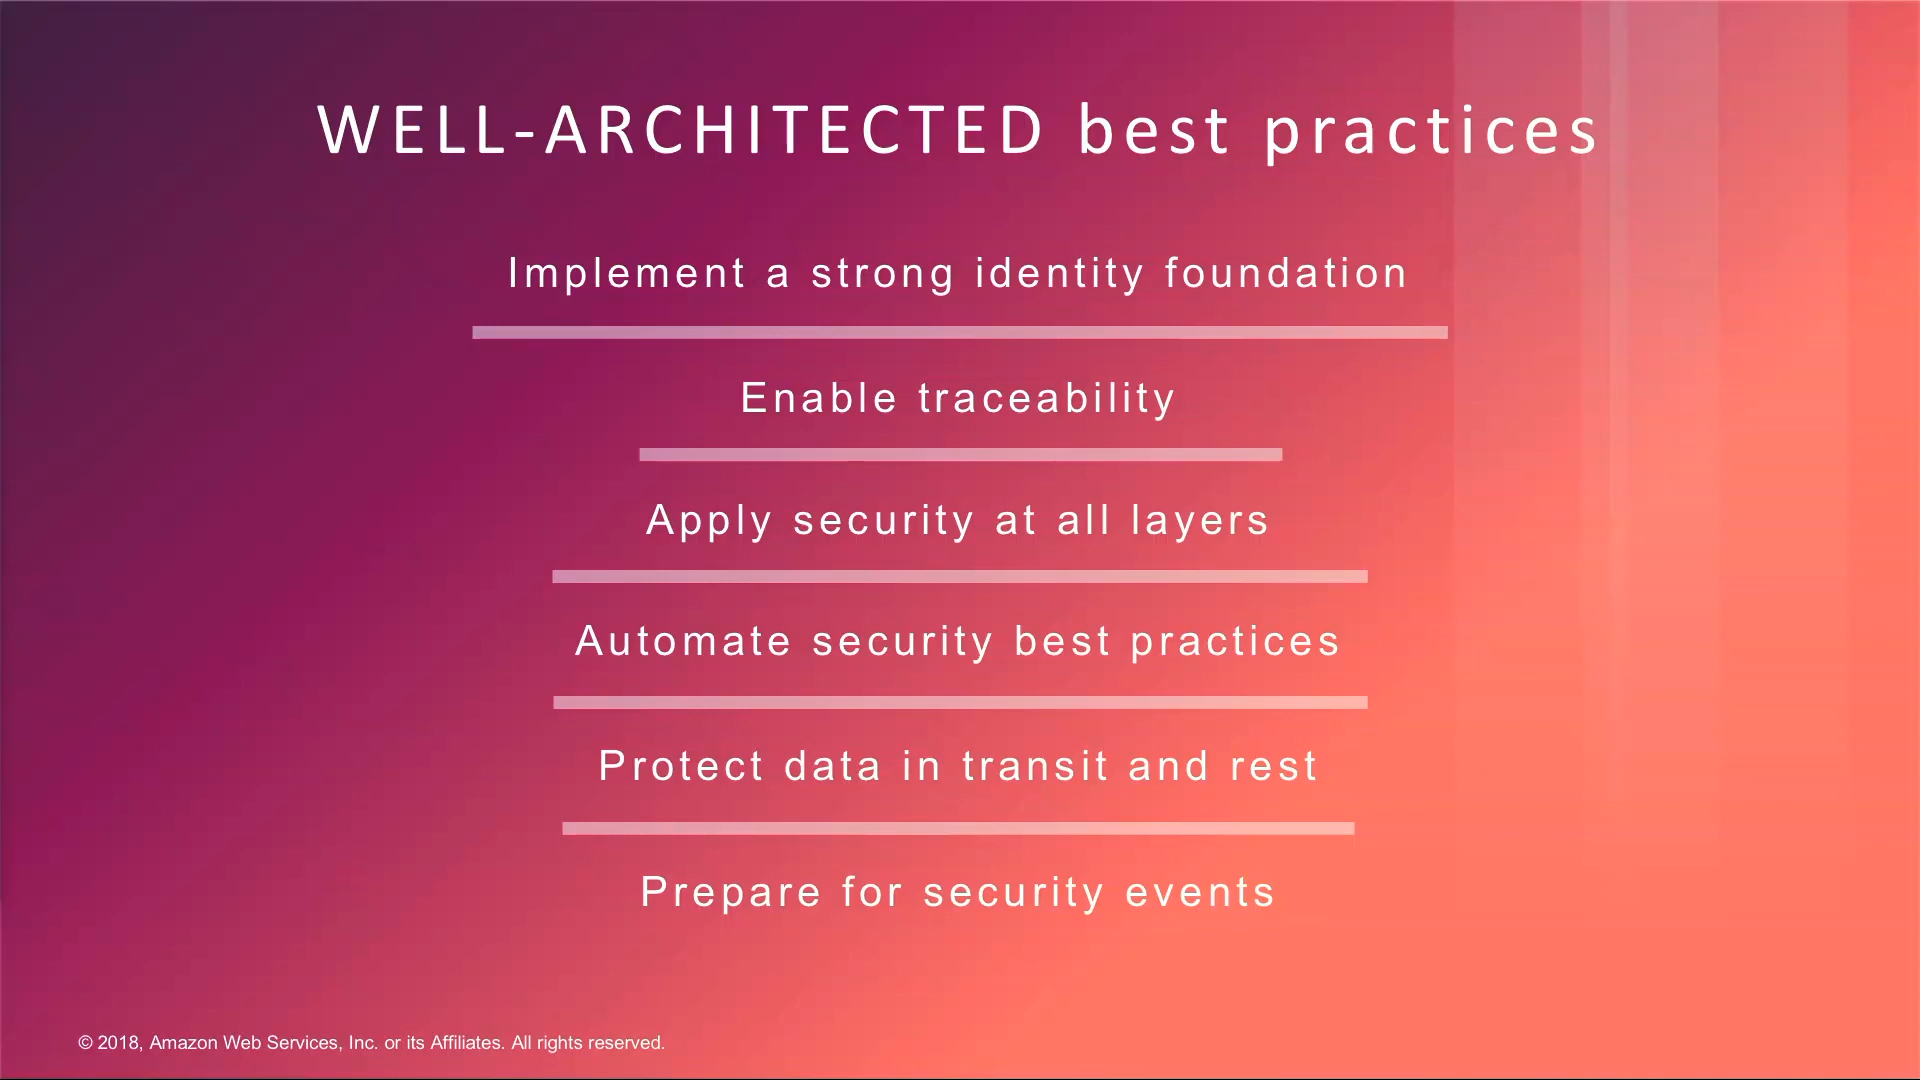 WELL-ARCHITECTED best practices
Implement a strong identity foundation
Enable traceability
Apply security at all layers
Automate security best practices
Protect data in transit and rest
Prepare for security events
© 2018, Amazon Web Services, Inc. or its Affiliates. All rights reserved.